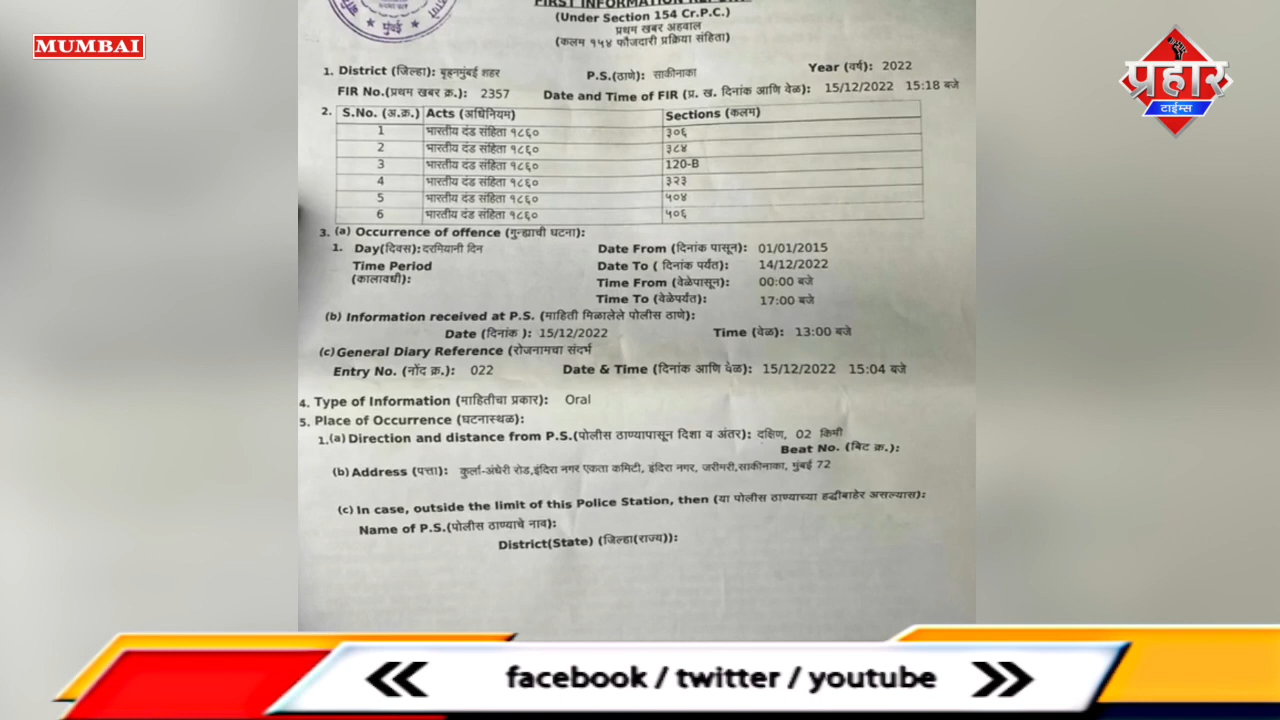 MUMBAI
प्रहार
टाईम्स
मुंबई
FIRST INFORMATION REPORT
(Under Section 154 Cr.P.C.)
प्रथम खबर अहवाल
(कलम १५४ फौजदारी प्रक्रिया संहिता)
1. District (जिल्हा): बृहनमुंबई शहर P.S.(ठाणे): साकीनाका Year (वर्ष): 2022
FIR No.(प्रथम खबर क्र.): 2357 Date and Time of FIR (प्र. ख. दिनांक आणि वेळ): 15/12/2022 15:18 बजे
2. S.No. (अ.क्र.) Acts (अधिनियम) Sections (कलम)
1 भारतीय दंड संहिता १८६० ३०६
2 भारतीय दंड संहिता १८६० ३८४
3 भारतीय दंड संहिता १८६० 120-B
4 भारतीय दंड संहिता १८६० ३२३
5 भारतीय दंड संहिता १८६० ५०४
6 भारतीय दंड संहिता १८६० ५०६
3. (a) Occurrence of offence (गुन्ह्याची घटना):
1. Day(दिवस):दरमियानी दिन Date From (दिनांक पासून): 01/01/2015
Time Period Date To ( दिनांक पर्यंत): 14/12/2022
(कालावधी): Time From (वेळेपासून): 00:00 बजे
Time To (वेळेपर्यंत): 17:00 बजे
(b) Information received at P.S. (माहिती मिळालेले पोलीस ठाणे):
Date (दिनांक ): 15/12/2022 Time (वेळ): 13:00 बजे
(c) General Diary Reference (रोजनामचा संदर्भ
Entry No. (नोंद क्र.): 022 Date & Time (दिनांक आणि वेळ): 15/12/2022 15:04 बजे
4. Type of Information (माहितीचा प्रकार): Oral
5. Place of Occurrence (घटनास्थळ):
1.(a) Direction and distance from P.S.(पोलीस ठाण्यापासून दिशा व अंतर): दक्षिण, 02 किमी
Beat No. (बिट क्र.):
(b) Address (पत्ता): कुर्ला-अंधेरी रोड,इंदिरा नगर एकता कमिटी, इंदिरा नगर, जरीमरी,साकीनाका, मुंबई 72
(c) In case, outside the limit of this Police Station, then (या पोलीस ठाण्याच्या हद्दीबाहेर असल्यास):
Name of P.S.(पोलीस ठाण्याचे नाव):
District(State) (जिल्हा(राज्य)):
facebook / twitter / youtube